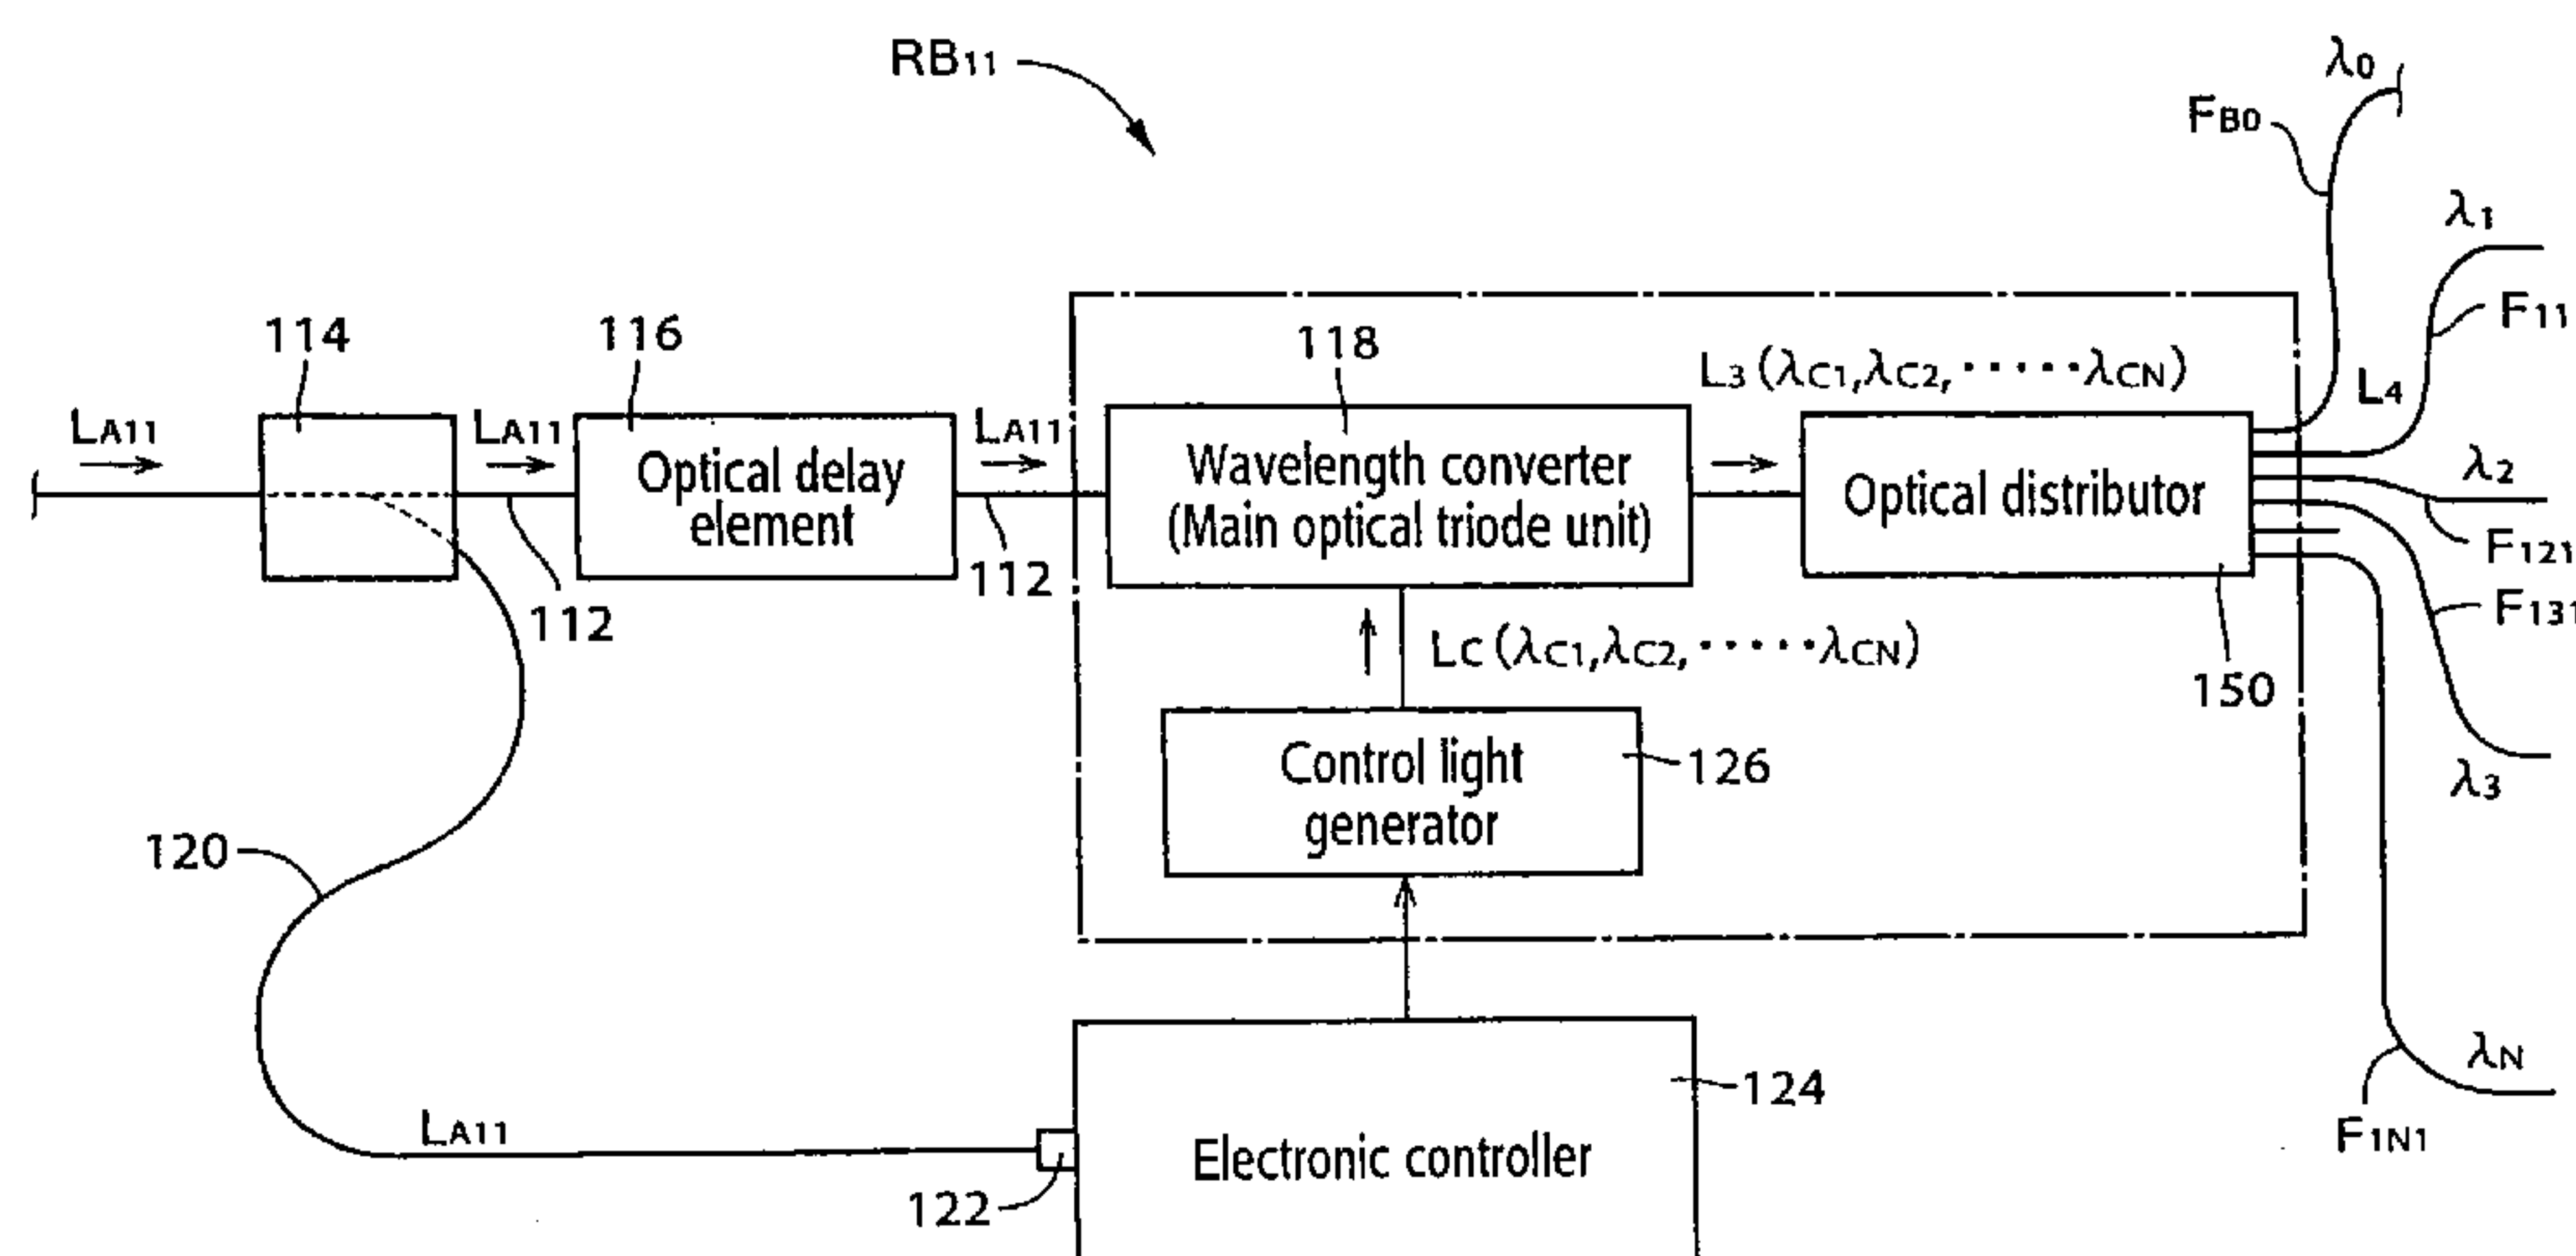 RB11
λ0
FB0
λ1
F11
114
116
118
L3 (λC1,λC2, ·····λCN)
L4
LA11
LA11
LA11
Optical delay
element
Wavelength converter
(Main optical triode unit)
Optical distributor
λ2
F121
112
112
F131
LC (λC1,λC2, ·····λCN)
150
Control light
generator
126
λ3
120
LA11
122
124
Electronic controller
λN
F1N1